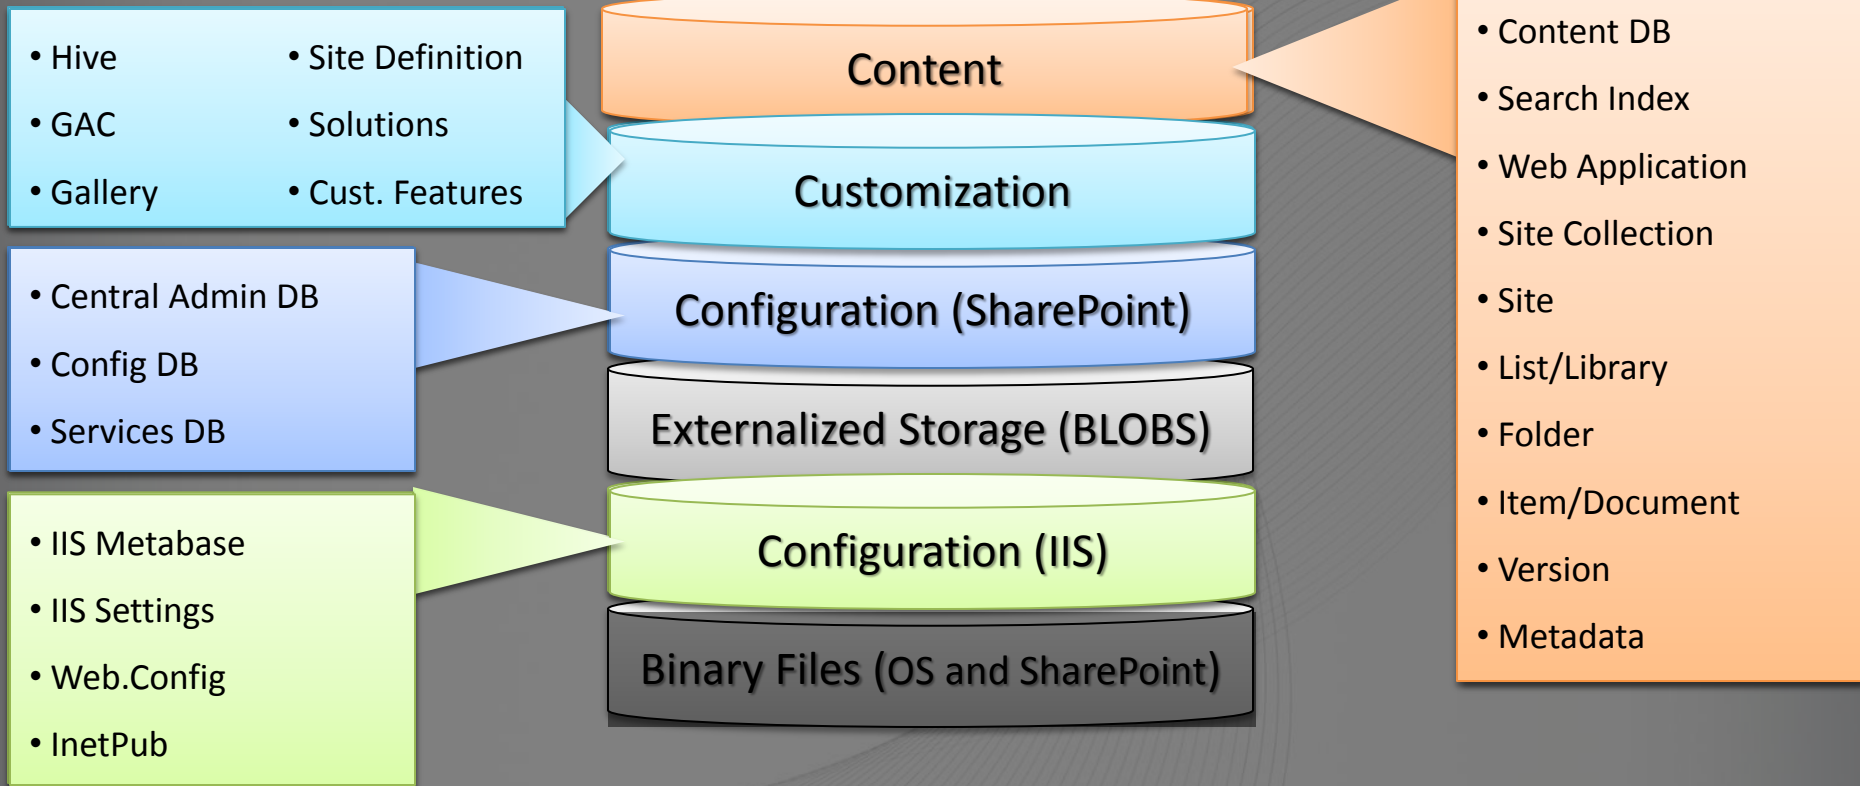 • Hive
• GAC
• Gallery
• Site Definition
• Solutions
• Cust. Features
• Central Admin DB
• Config DB
• Services DB
• IIS Metabase
• IIS Settings
• Web.Config
• InetPub
Content
Customization
Configuration (SharePoint)
Externalized Storage (BLOBS)
Configuration (IIS)
Binary Files (OS and SharePoint)
• Content DB
• Search Index
• Web Application
• Site Collection
• Site
• List/Library
• Folder
• Item/Document
• Version
• Metadata